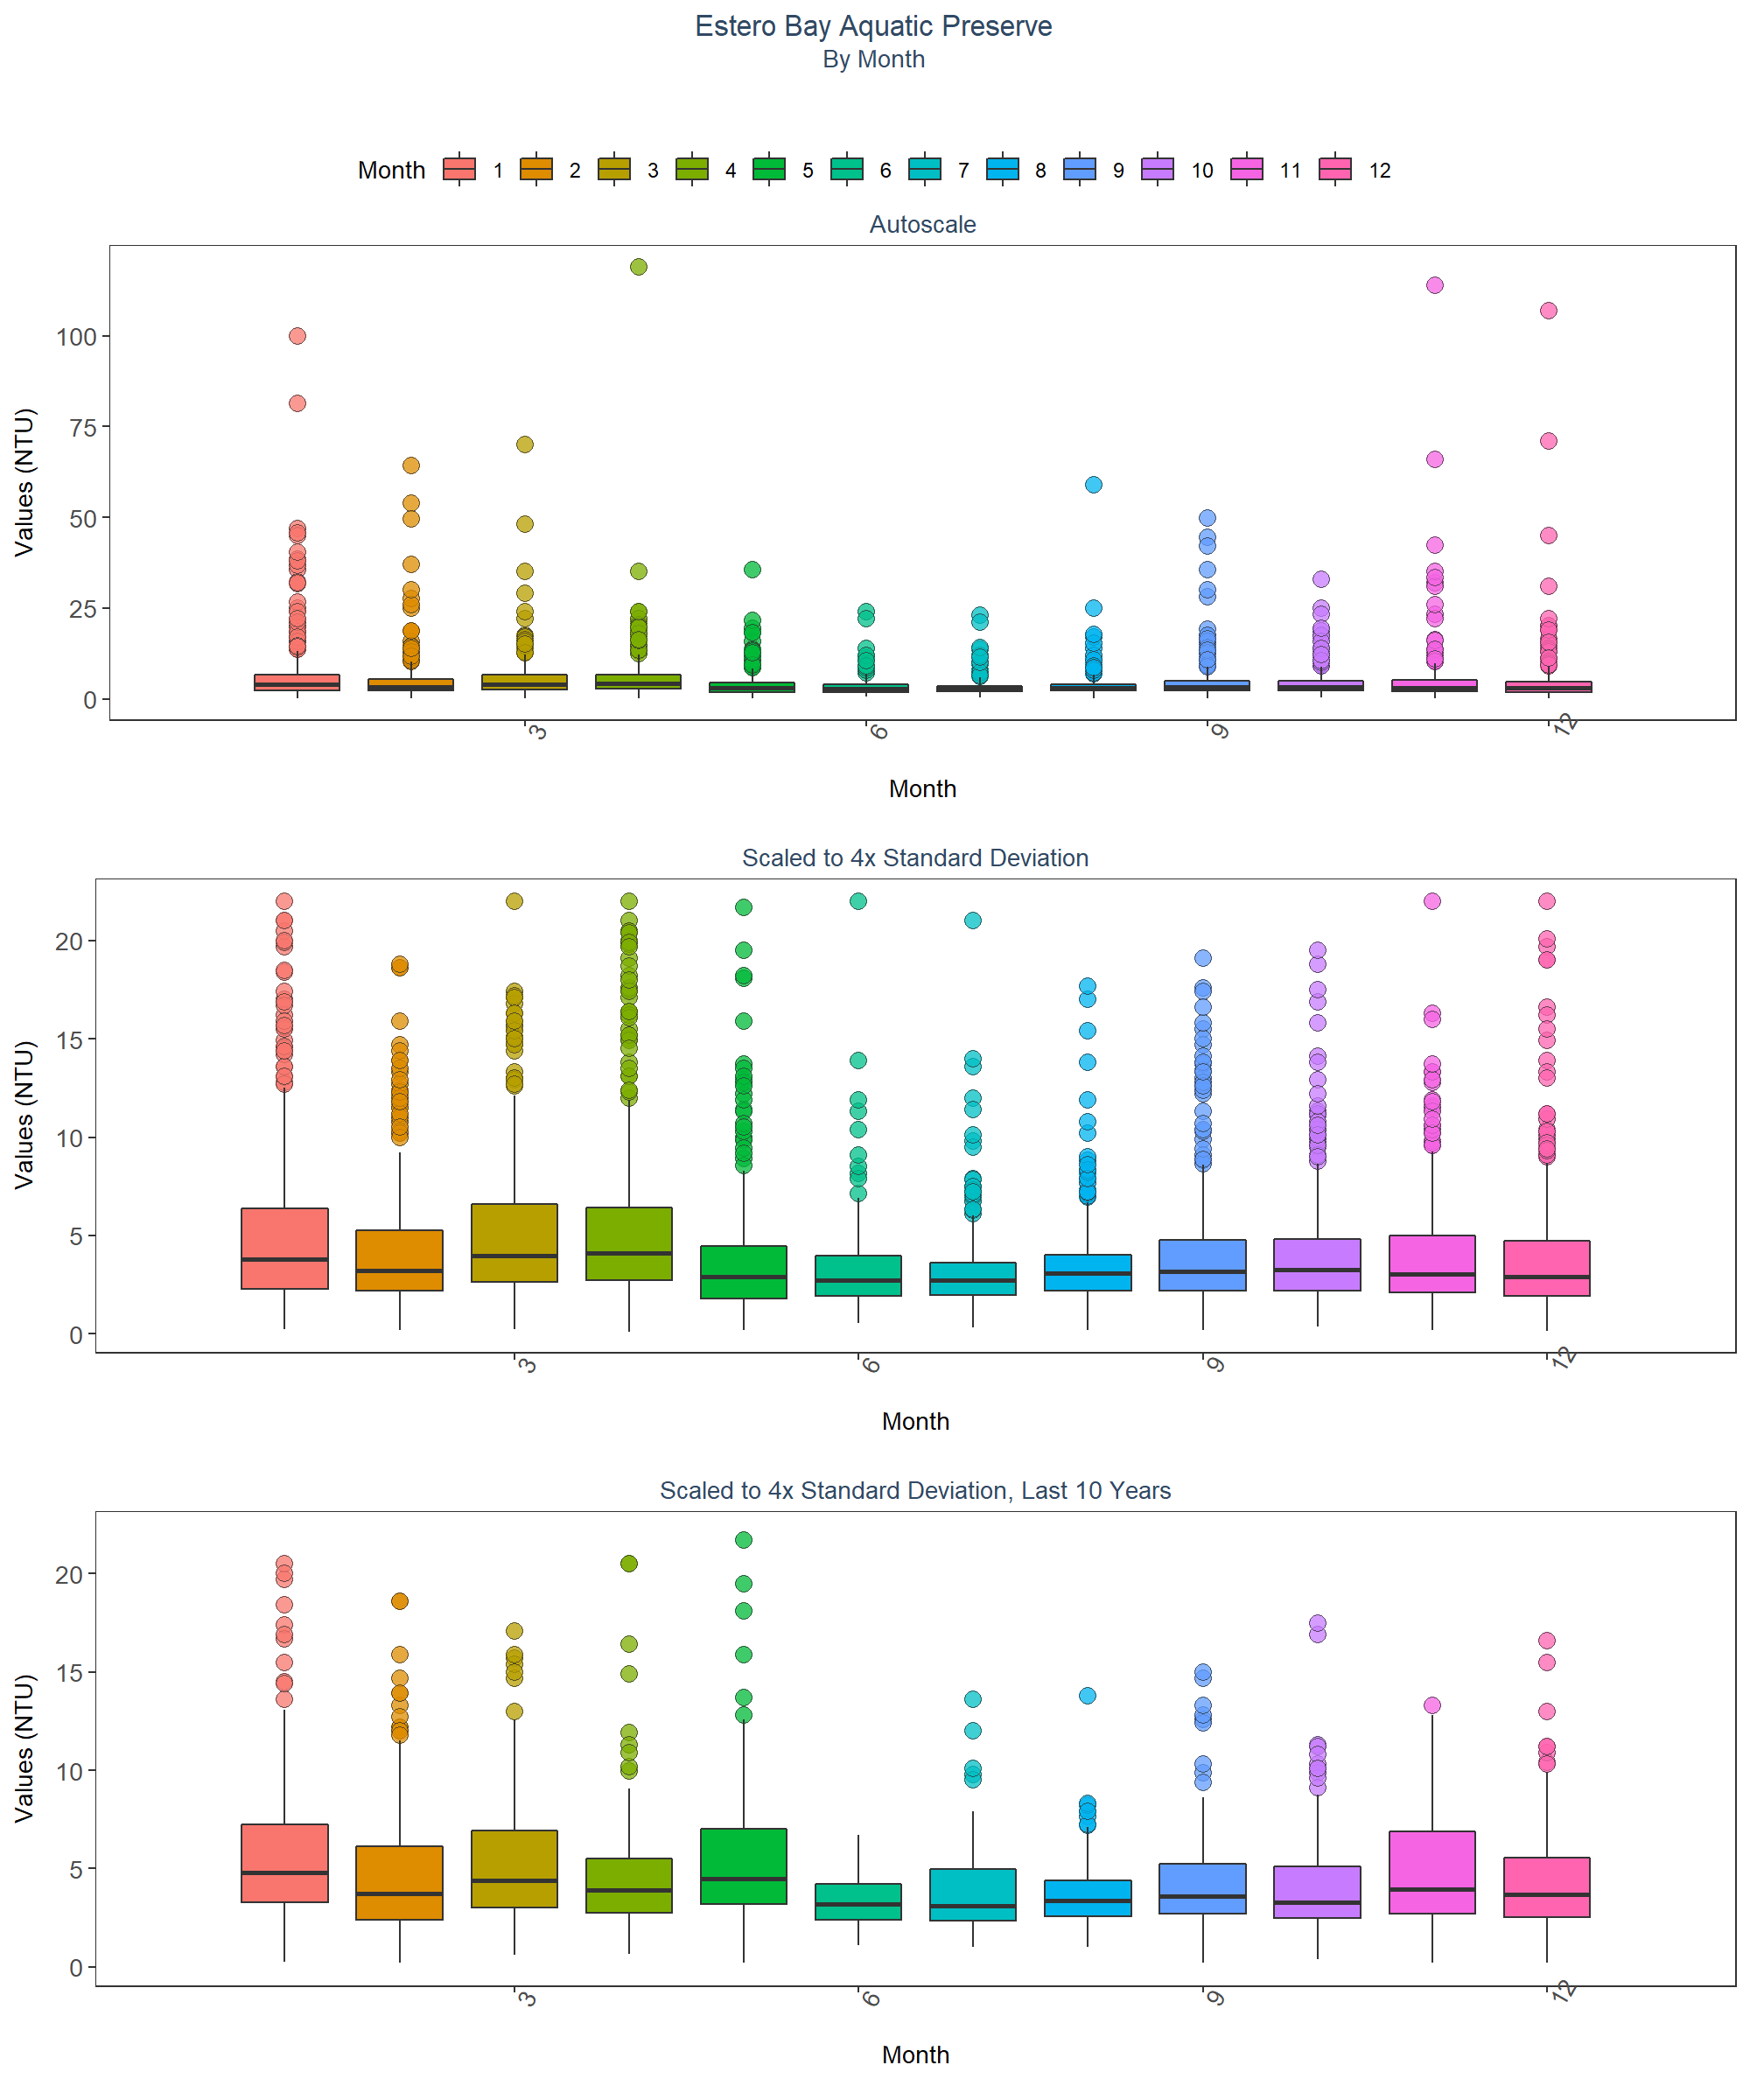 Estero Bay Aquatic Preserve
By Month
Month 1 2 3 4 5 6 7 8 9 10 11 12
Autoscale
Values (NTU)
100
75
50
25
0
3 6 9 12
Month
Scaled to 4x Standard Deviation
Values (NTU)
20
15
10
5
0
3 6 9 12
Month
Scaled to 4x Standard Deviation, Last 10 Years
Values (NTU)
20
15
10
5
0
3 6 9 12
Month